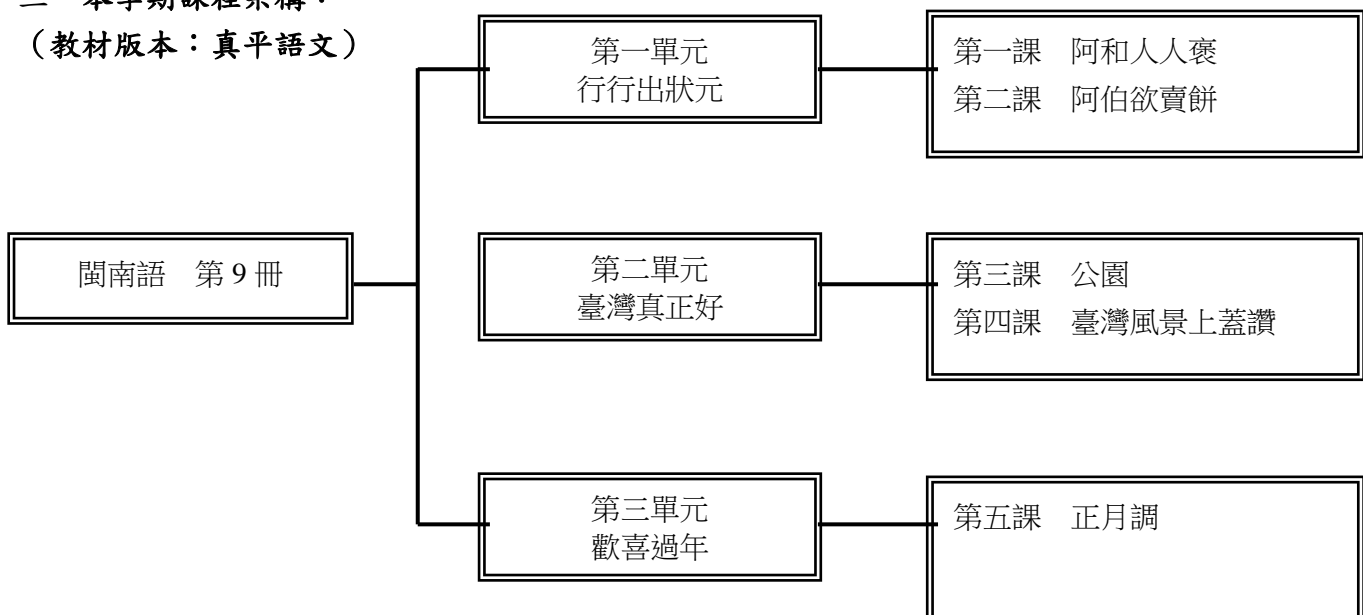 本學期課程架構：
（教材版本：真平語文）
第一單元
行行出狀元
第一課　阿和人人褒
第二課　阿伯欲賣餅
閩南語　第 9 冊
第二單元
臺灣真正好
第三課　公園
第四課　臺灣風景上蓋讚
第三單元
歡喜過年
第五課　正月調